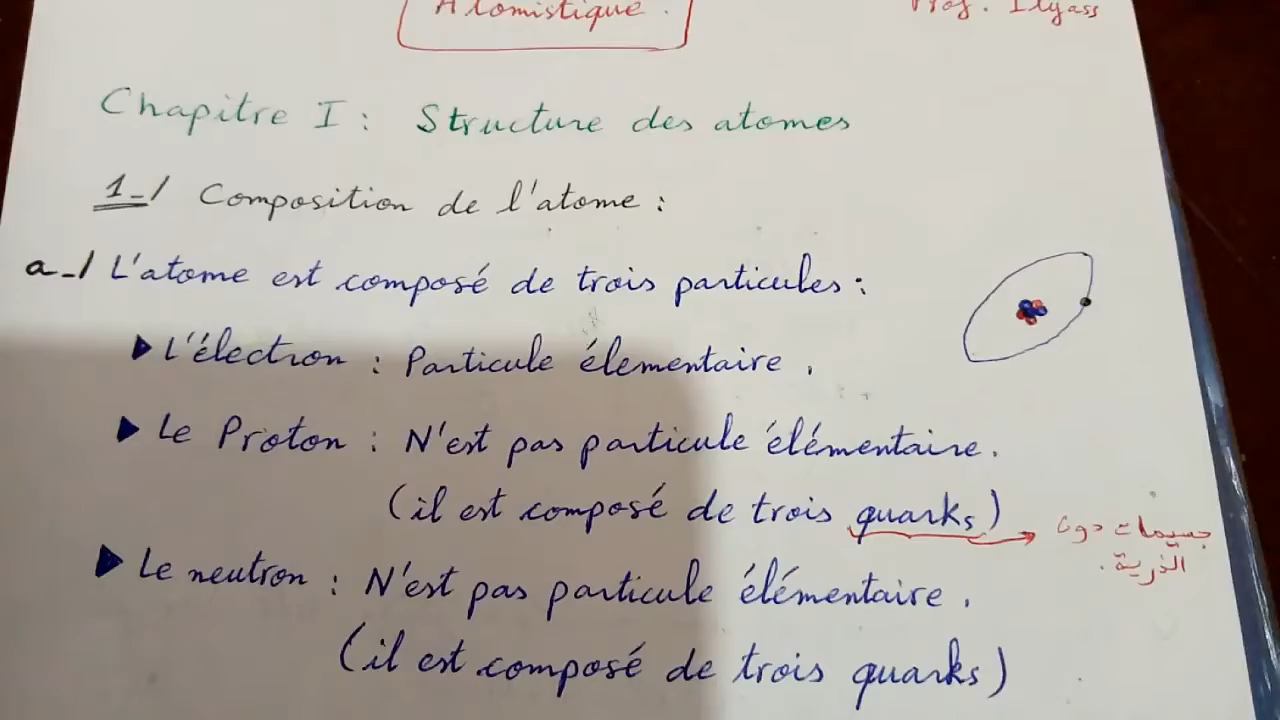 Atomistique.
Prof. Ilyass
Chapitre I : Structure des atomes
1-/ Composition de l'atome :
a-/ L'atome est composé de trois particules :
▶ L'électron : Particule élementaire.
▶ Le Proton : N'est pas particule élémentaire.
(il est composé de trois quarks) → جسيمات دون
الذرية.
▶ Le neutron : N'est pas particule élémentaire.
(il est composé de trois quarks)